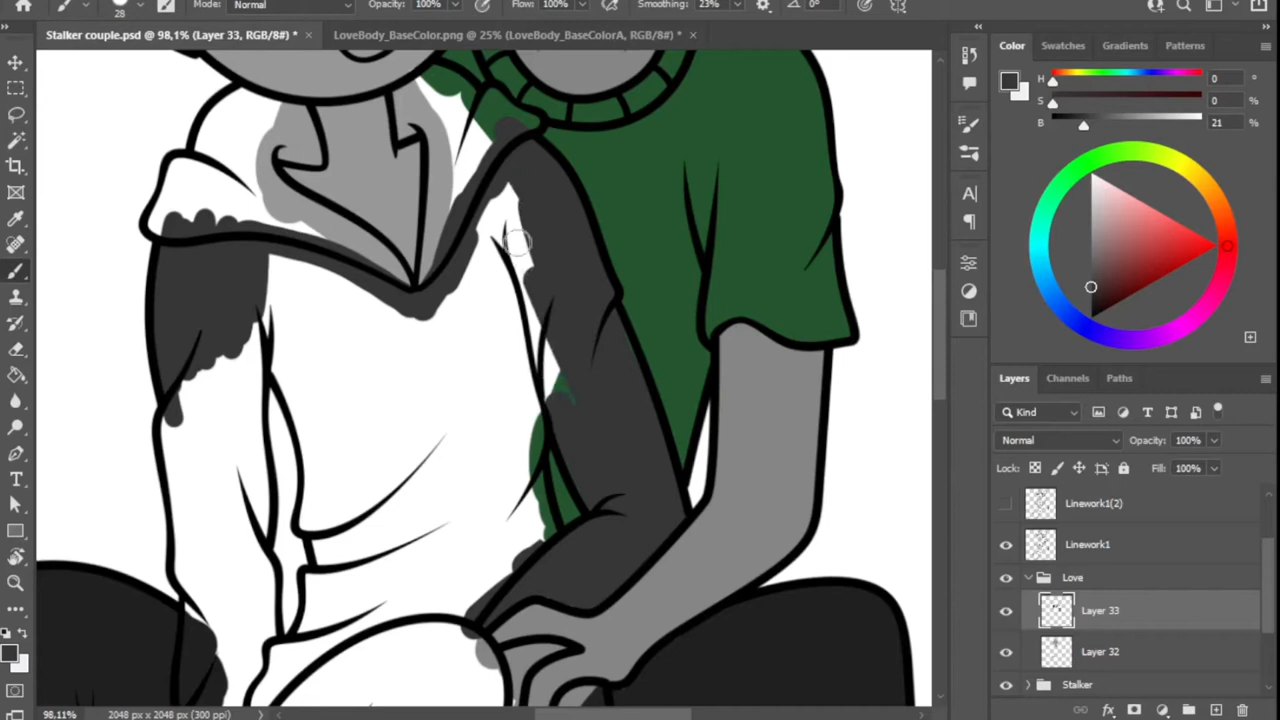 28 Mode: Normal Opacity: 100% Flow: 100% Smoothing: 23% 0°
Stalker couple.psd @ 98,1% (Layer 33, RGB/8#) * × LoveBody_BaseColor.png @ 25% (LoveBody_BaseColorA, RGB/8#) * ×
Color Swatches Gradients Patterns
H 0 °
S 0 %
B 21 %
Layers Channels Paths
Kind
Normal Opacity: 100%
Lock: Fill: 100%
Linework1(2)
Linework1
Love
Layer 33
Layer 32
Stalker
98,11% 2048 px x 2048 px (300 ppi)